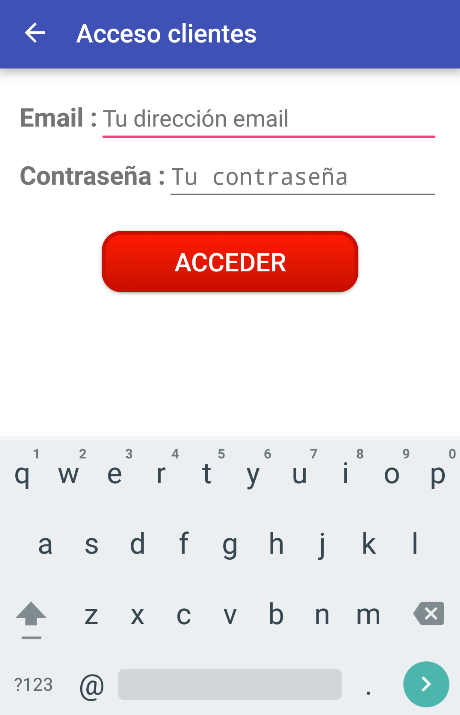 Acceso clientes
Email : Tu dirección email
Contraseña : Tu contraseña
ACCEDER
1 2 3 4 5 6 7 8 9 0
q w e r t y u i o p
a s d f g h j k l
z x c v b n m
?123 @ .